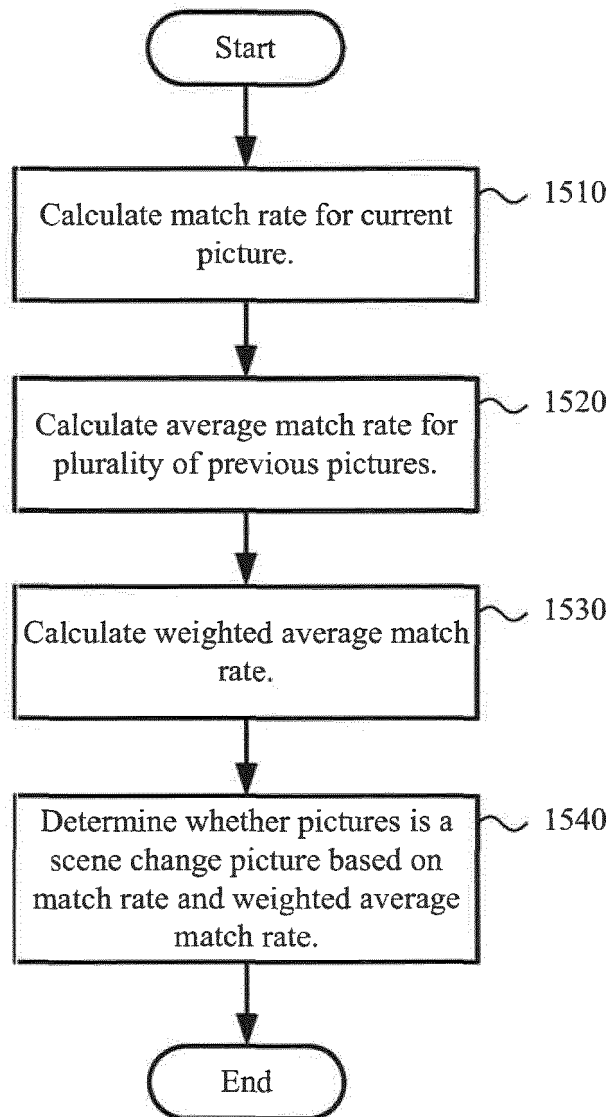 Start
Calculate match rate for current
picture.
1510
Calculate average match rate for
plurality of previous pictures.
1520
Calculate weighted average match
rate.
1530
Determine whether pictures is a
scene change picture based on
match rate and weighted average
match rate.
1540
End